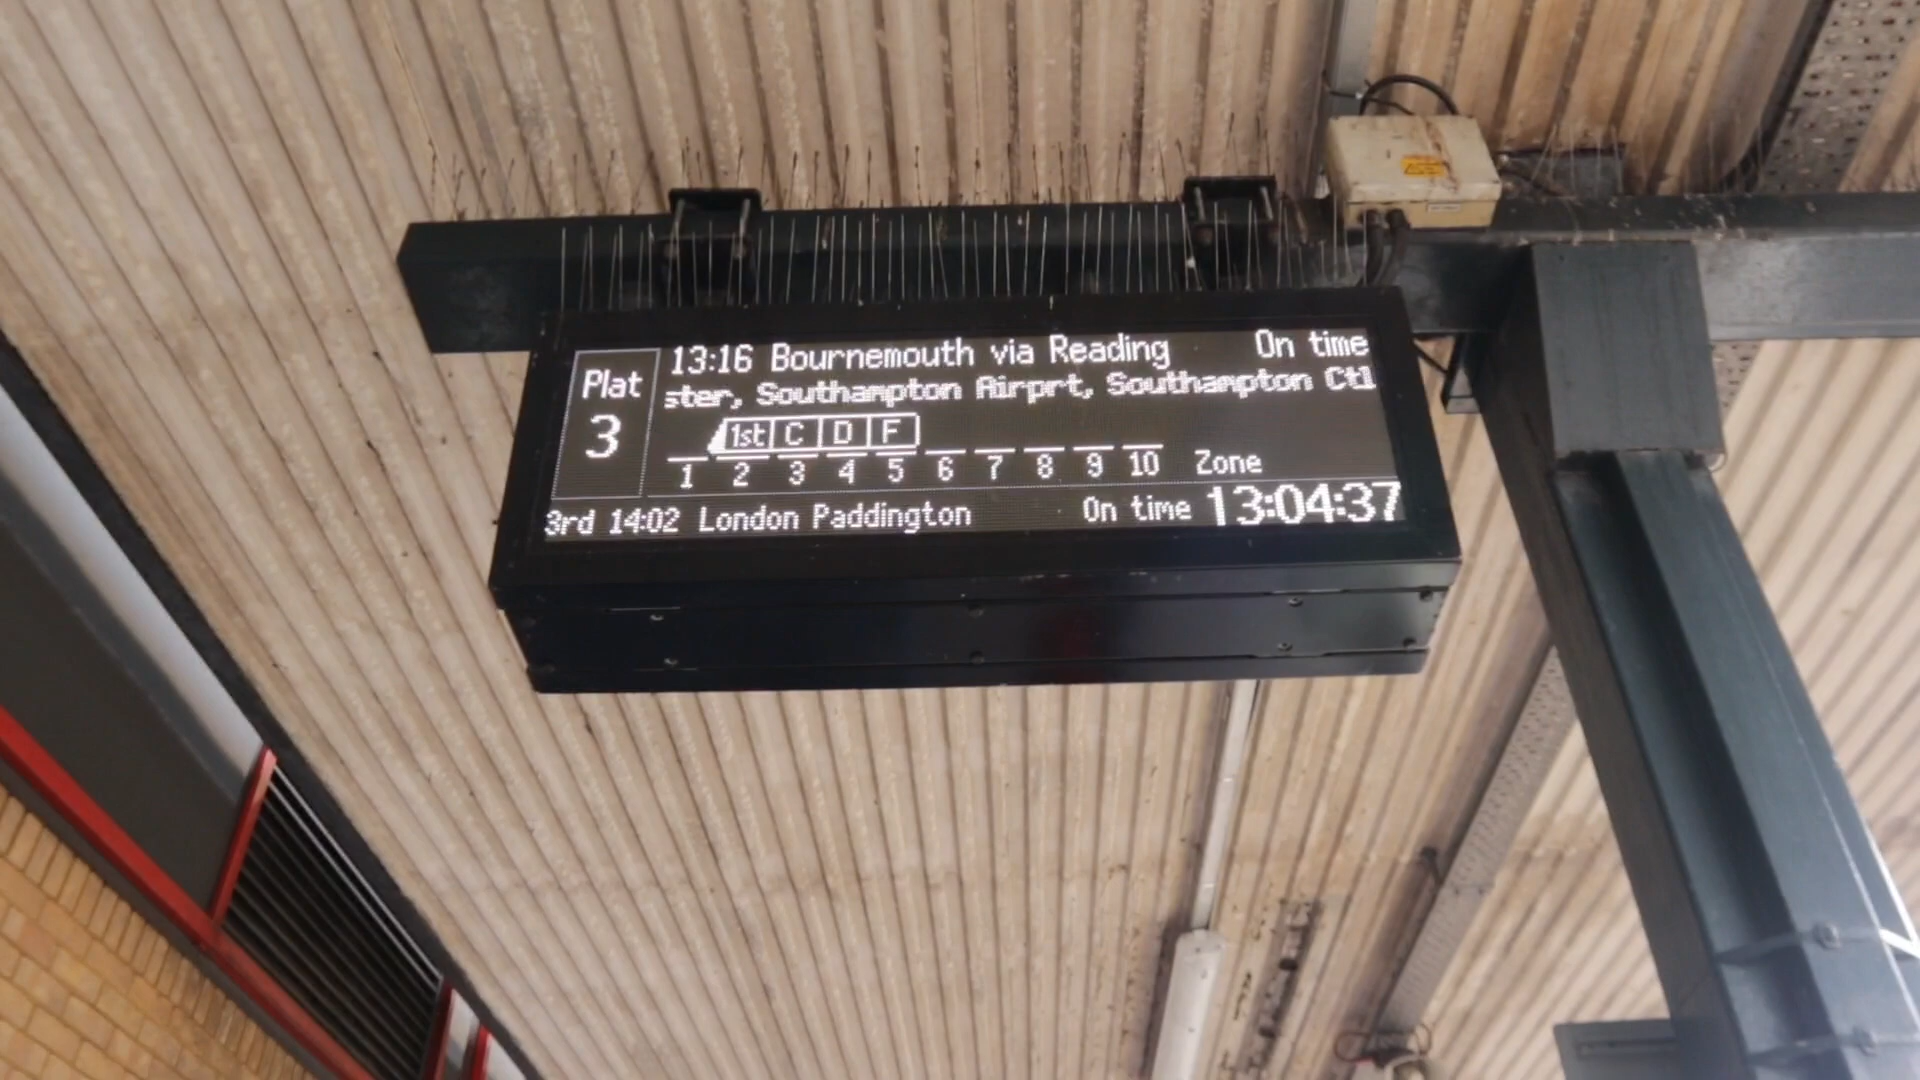 Plat
3
13:16 Bournemouth via Reading On time
ster, Southampton Airprt, Southampton Ctl
1st C D F
1 2 3 4 5 6 7 8 9 10 Zone
3rd 14:02 London Paddington On time 13:04:37